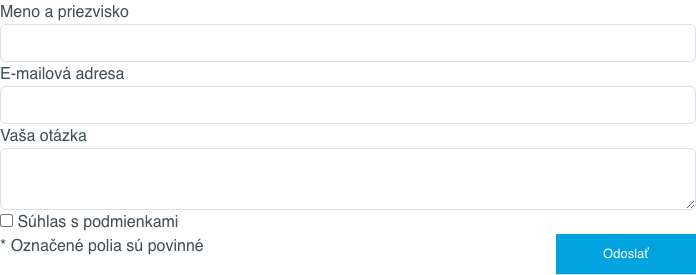 Meno a priezvisko
E-mailová adresa
Vaša otázka
Súhlas s podmienkami
* Označené polia sú povinné
Odoslať